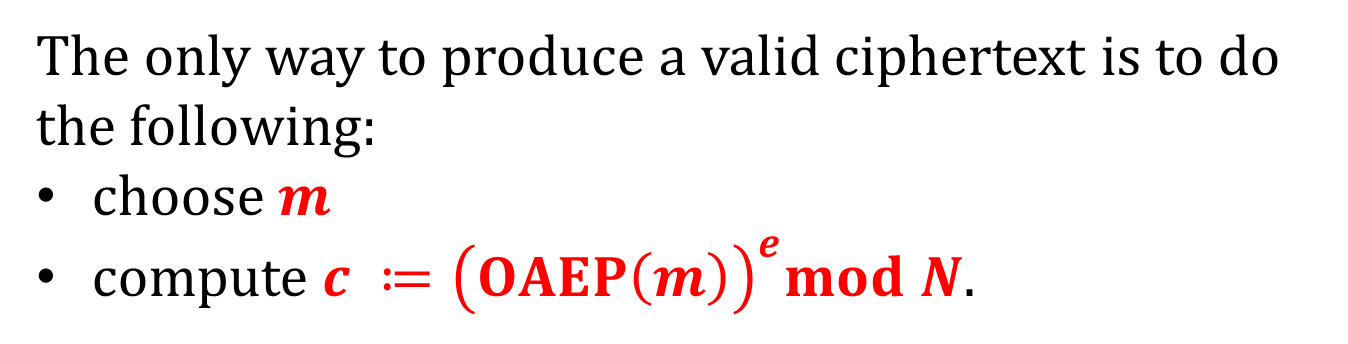 The only way to produce a valid ciphertext is to do
the following:
• choose m
• compute c := (OAEP(m))^e mod N.